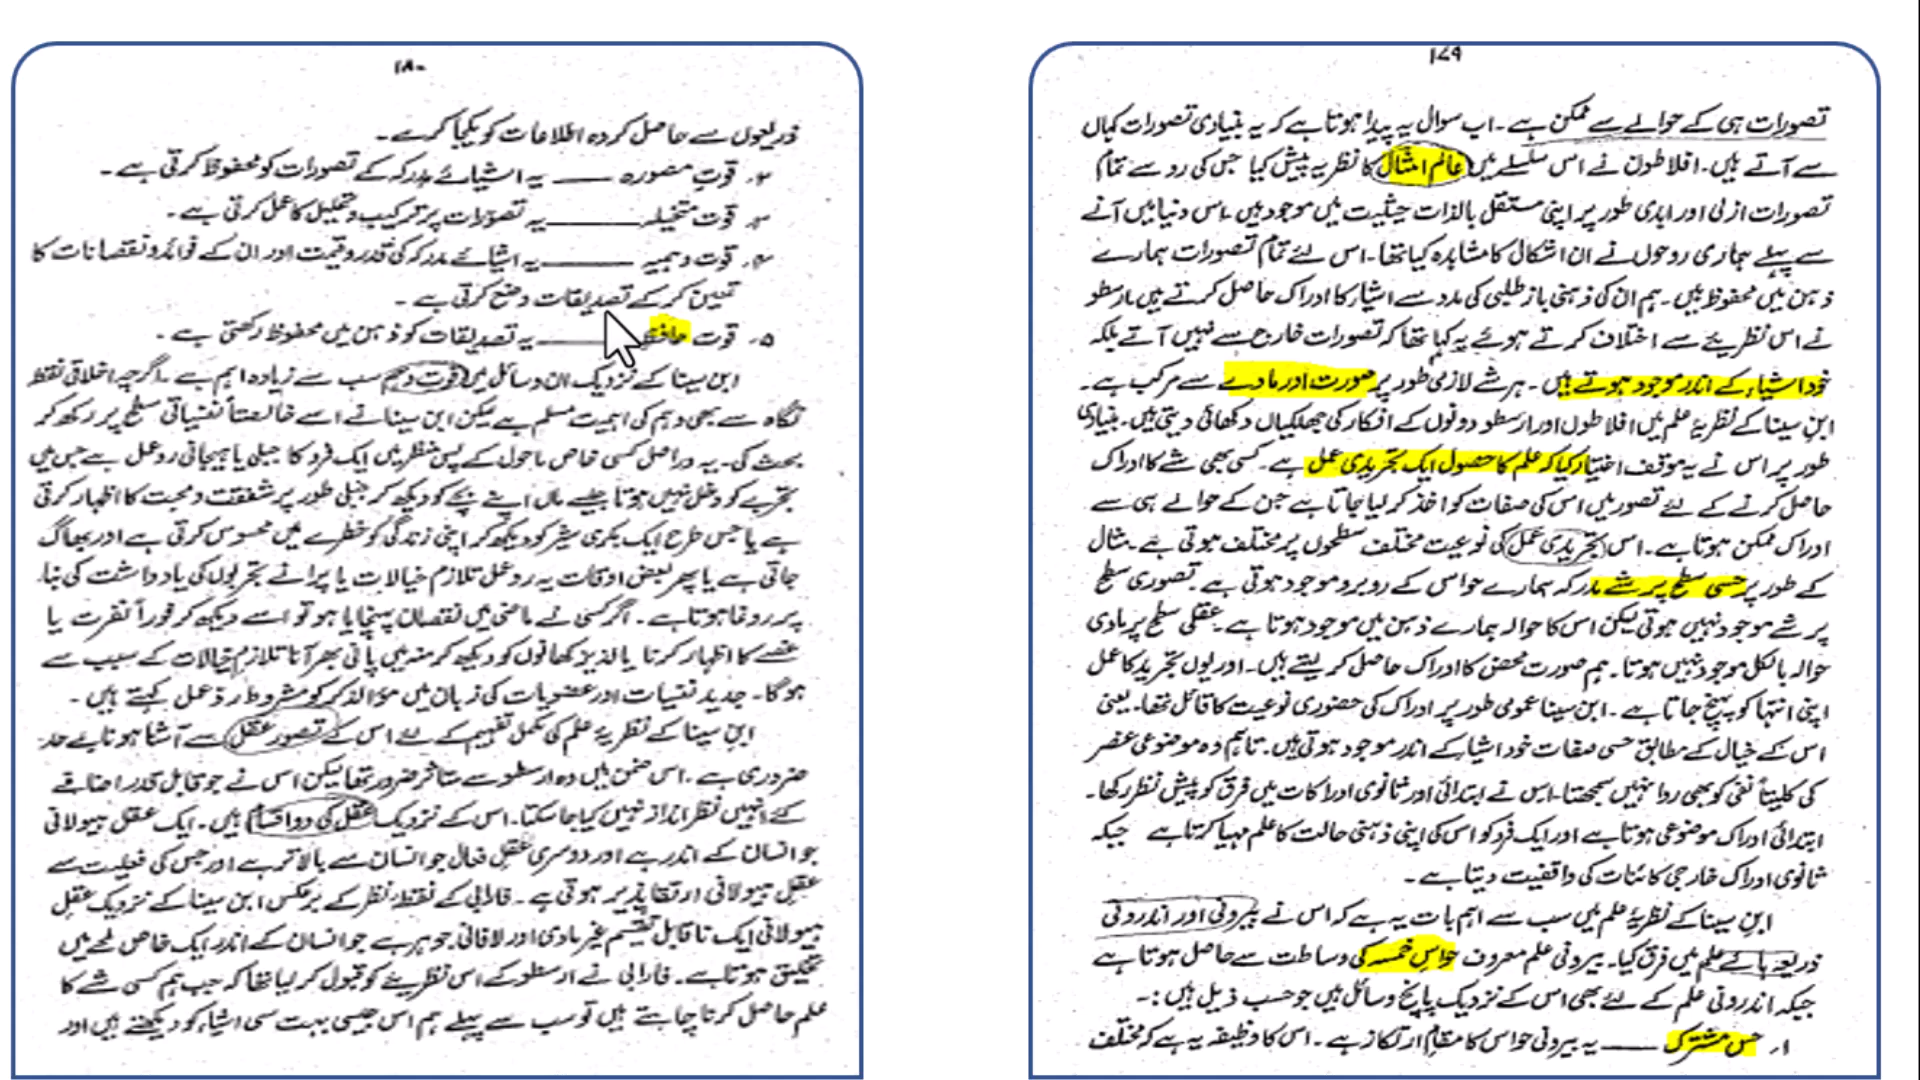 ۱۷۹
تصورات ہی کے حوالے سے ممکن ہے۔ اب سوال یہ پیدا ہوتا ہے کہ یہ بنیادی تصورات کہاں
سے آتے ہیں۔ افلاطون نے اس سلسلے میں عالم امثال کا نظریہ پیش کیا جس کی رو سے تمام
تصورات ازلی اور ابدی طور پر اپنی مستقل بالذات حیثیت میں موجود ہیں۔ اس دنیا میں آنے
سے پہلے ہماری روحوں نے ان اشکال کا مشاہدہ کیا تھا۔ اس لئے تمام تصورات ہمارے
ذہن میں محفوظ ہیں۔ ہم ان کی ذہنی باز طلبی کی مدد سے اشیاء کا ادراک حاصل کرتے ہیں۔ ارسطو
نے اس نظریئے سے اختلاف کرتے ہوئے یہ کہا تھا کہ تصورات خارج سے نہیں آتے بلکہ
خود اشیاء کے اندر موجود ہوتے ہیں۔ ہر شے لازمی طور پر صورت اور مادے سے مرکب ہے۔
ابن سینا کے نظریۂ علم میں افلاطون اور ارسطو دونوں کے افکار کی جھلکیاں دکھائی دیتی ہیں۔ بنیادی
طور پر اس نے یہ موقف اختیار کیا کہ علم کا حصول ایک تجریدی عمل ہے۔ کسی بھی شے کا ادراک
حاصل کرنے کے لئے تصور میں اس کی صفات کو اخذ کر لیا جاتا ہے جن کے حوالے ہی سے
ادراک ممکن ہوتا ہے۔ اس تجریدی عمل کی نوعیت مختلف سطحوں پر مختلف ہوتی ہے۔ مثال
کے طور پر حسی سطح پر شے مدرکہ ہمارے حواس کے روبرو موجود ہوتی ہے۔ تصوری سطح
پر شے موجود نہیں ہوتی لیکن اس کا حوالہ ہمارے ذہن میں موجود ہوتا ہے۔ عقلی سطح پر مادی
حوالہ بالکل موجود نہیں ہوتا۔ ہم صورت محض کا ادراک حاصل کر لیتے ہیں۔ اور یوں تجرید کا عمل
اپنی انتہا کو پہنچ جاتا ہے۔ ابن سینا عمومی طور پر ادراک کی حضوری نوعیت کا قائل تھا۔ یعنی
اس کے خیال کے مطابق حسی صفات خود اشیاء کے اندر موجود ہوتی ہیں۔ تاہم وہ موضوعی عنصر
کی کلیتاً نفی کو بھی روا نہیں سمجھتا۔ اس نے ابتدائی اور ثانوی ادراکات میں فرق کو پیش نظر رکھا۔
ابتدائی ادراک موضوعی ہوتا ہے اور ایک فرد کو اس کی اپنی ذہنی حالت کا علم مہیا کرتا ہے جبکہ
ثانوی ادراک خارجی کائنات کی واقفیت دیتا ہے۔
ابن سینا کے نظریۂ علم میں سب سے اہم بات یہ ہے کہ اس نے بیرونی اور اندرونی
ذریعہ ہائے علم میں فرق کیا۔ بیرونی علم معروف حواس خمسہ کی وساطت سے حاصل ہوتا ہے
جبکہ اندرونی علم کے لئے بھی اس کے نزدیک پانچ وسائل ہیں جو حسب ذیل ہیں:۔
۱۔ حس مشترک ـــــ یہ بیرونی حواس کا مقام ارتکاز ہے۔ اس کا وظیفہ یہ ہے کہ مختلف
۱۸۰
ذریعوں سے حاصل کردہ اطلاعات کو یکجا کرے۔
۲۔ قوت مصورہ ـــــ یہ اشیائے مدرکہ کے تصورات کو محفوظ کرتی ہے۔
۳۔ قوت متخیلہ ـــــ یہ تصورات پر ترکیب و تحلیل کا عمل کرتی ہے۔
۴۔ قوت وہمیہ ـــــ یہ اشیائے مدرکہ کی قدر و قیمت اور ان کے فوائد و نقصانات کا
تعین کر کے تصدیقات وضع کرتی ہے۔
۵۔ قوت حافظہ ـــــ یہ تصدیقات کو ذہن میں محفوظ رکھتی ہے۔
ابن سینا کے نزدیک ان وسائل میں قوت وہم سب سے زیادہ اہم ہے۔ اگرچہ اخلاقی نقطۂ
نگاہ سے بھی وہم کی اہمیت مسلم ہے لیکن ابن سینا نے اسے خالصتاً نفسیاتی سطح پر رکھ کر
بحث کی۔ یہ دراصل کسی خاص ماحول کے پس منظر میں ایک فرد کا جبلی یا ہیجانی ردعمل ہے جس میں
تجربے کو دخل نہیں ہوتا جیسے ماں اپنے بچے کو دیکھ کر جبلی طور پر شفقت و محبت کا اظہار کرتی
ہے یا جس طرح ایک بکری شیر کو دیکھ کر اپنی زندگی کو خطرے میں محسوس کرتی ہے اور بھاگ
جاتی ہے یا پھر بعض اوقات یہ ردعمل تلازم خیالات یا پرانے تجربوں کی یادداشت کی بنا
پر رونما ہوتا ہے۔ اگر کسی نے ماضی میں نقصان پہنچایا ہو تو اسے دیکھ کر فوراً نفرت یا
غصے کا اظہار کرنا یا لذیذ کھانوں کو دیکھ کر منہ میں پانی بھر آنا تلازم خیالات کے سبب سے
ہوگا۔ جدید نفسیات اور عضویات کی زبان میں مؤخر الذکر کو مشروط ردعمل کہتے ہیں۔
ابن سینا کے نظریۂ علم کی مکمل تفہیم کے لئے اس کے تصور عقل سے آشنا ہونا بے حد
ضروری ہے۔ اس ضمن میں وہ ارسطو سے متاثر ضرور تھا لیکن اس نے جو قابل قدر اضافے
کئے انہیں نظرانداز نہیں کیا جا سکتا۔ اس کے نزدیک عقل کی دو اقسام ہیں۔ ایک عقل ہیولانی
جو انسان کے اندر ہے اور دوسری عقل فعال جو انسان سے بالاتر ہے اور جس کی فعلیت سے
عقل ہیولانی ارتقا پذیر ہوتی ہے۔ فارابی کے نقطۂ نظر کے برعکس ابن سینا کے نزدیک عقل
ہیولانی ایک ناقابل تقسیم غیر مادی اور لافانی جوہر ہے جو انسان کے اندر ایک خاص لمحے میں
تخلیق ہوتا ہے۔ فارابی نے ارسطو کے اس نظریئے کو قبول کر لیا تھا کہ جب ہم کسی شے کا
علم حاصل کرنا چاہتے ہیں تو سب سے پہلے ہم اس جیسی بہت سی اشیاء کو دیکھتے ہیں اور